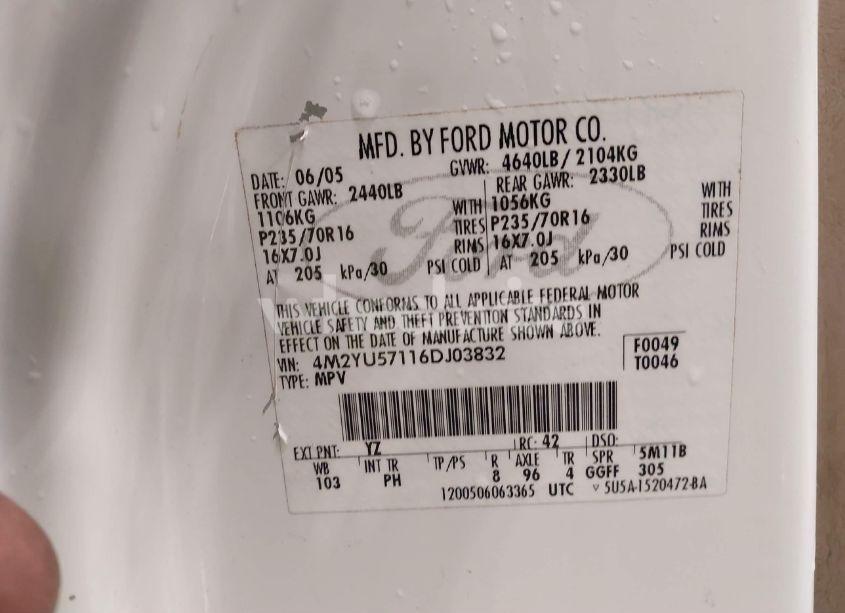 MFD. BY FORD MOTOR CO.
DATE: 06/05 GVWR: 4640LB/ 2104KG
FRONT GAWR: 2440LB REAR GAWR: 2330LB
1106KG WITH 1056KG WITH
P235/70R16 TIRES P235/70R16 TIRES
16X7.0J RIMS 16X7.0J RIMS
AT 205 kPa/30 PSI COLD AT 205 kPa/30 PSI COLD
Ford
THIS VEHICLE CONFORMS TO ALL APPLICABLE FEDERAL MOTOR
VEHICLE SAFETY AND THEFT PREVENTION STANDARDS IN
EFFECT ON THE DATE OF MANUFACTURE SHOWN ABOVE.
VIN: 4M2YU57116DJ03832 F0049
TYPE: MPV T0046
EXT PNT: YZ RC: 42 DSO:
WB INT TR TP/PS R AXLE TR SPR 5M11B
103 PH 8 96 4 GGFF 305
1200506063365 UTC 5U5A-1520472-BA